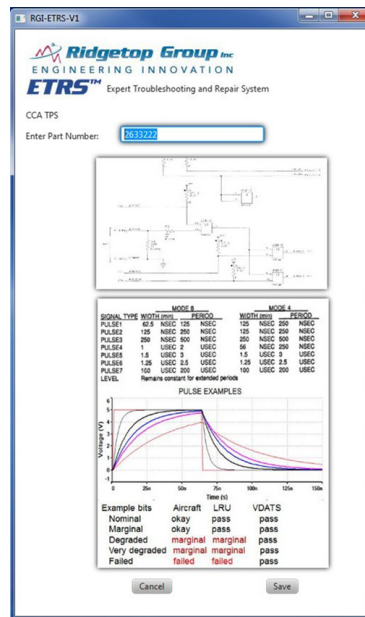 RGI-ETRS-V1
Ridgetop Group Inc
ENGINEERING INNOVATION
ETRS™ Expert Troubleshooting and Repair System
CCA TPS
Enter Part Number: 2633222
MODE 8 MODE 4
SIGNAL TYPE WIDTH (min) PERIOD WIDTH (min) PERIOD
PULSE1 62.5 NSEC 125 NSEC 125 NSEC 250 NSEC
PULSE2 125 NSEC 250 NSEC 125 NSEC 250 NSEC
PULSE3 250 NSEC 500 NSEC 250 NSEC 500 NSEC
PULSE4 1 USEC 2 USEC 56 NSEC 250 NSEC
PULSE5 1.5 USEC 3 USEC 1.5 USEC 3 USEC
PULSE6 1.25 USEC 2.5 USEC 1.25 USEC 2.5 USEC
PULSE7 100 USEC 200 USEC 100 USEC 200 USEC
LEVEL Remains constant for extended periods
PULSE EXAMPLES
Voltage (V)
6
5
4
3
2
1
0
-1
0 25n 50n 75n 100n 125n 150n
Time (s)
Example bits Aircraft LRU VDATS
Nominal okay pass pass
Marginal okay pass pass
Degraded marginal marginal pass
Very degraded marginal marginal pass
Failed failed failed pass
Cancel Save